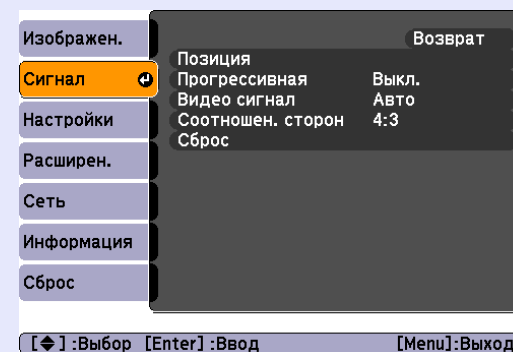 Изображен.
Сигнал
Настройки
Расширен.
Сеть
Информация
Сброс
Возврат
Позиция
Прогрессивная Выкл.
Видео сигнал Авто
Соотношен. сторон 4:3
Сброс
[◆] :Выбор [Enter] :Ввод [Menu]:Выход